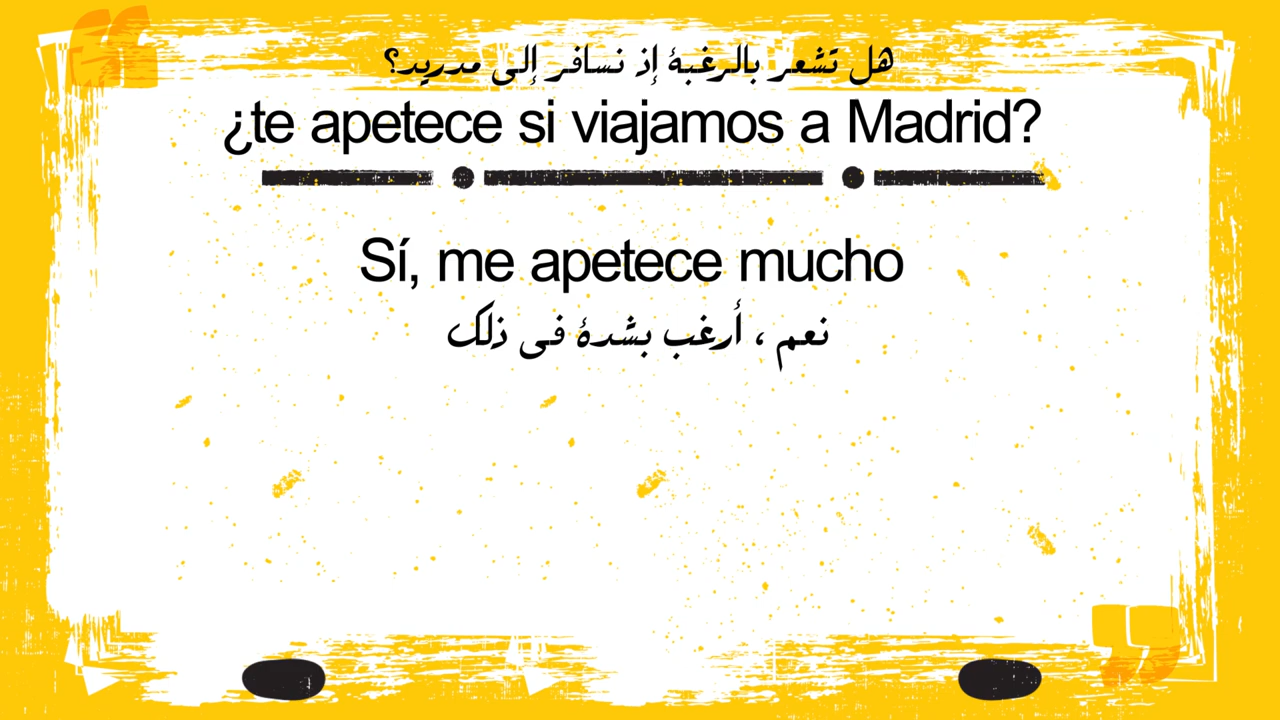 هل تشعر بالرغبة إذ نسافر إلى مدريد؟
¿te apetece si viajamos a Madrid?
Sí, me apetece mucho
نعم ، أرغب بشدة فى ذلك